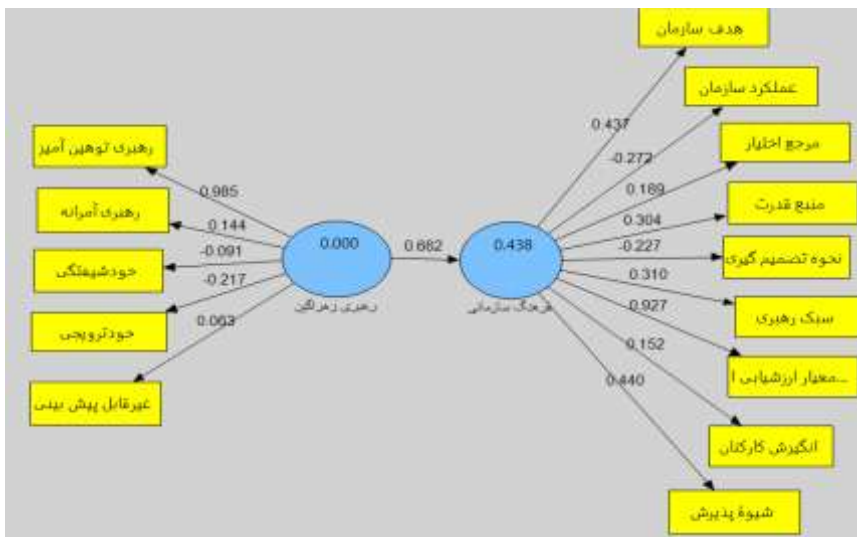 هدف سازمان
عملکرد سازمان
مرجع اختیار
منبع قدرت
نحوه تصمیم گیری
سبک رهبری
معیار ارزشیابی ا...
انگیزش کارکنان
شیوهٔ پذیرش
0.437
-0.272
0.189
0.304
-0.227
0.310
0.927
0.152
0.440
0.438
فرهنگ سازمانی
0.662
0.000
رهبری زهرآگین
0.985
0.144
-0.091
-0.217
0.063
رهبری توهین آمیز
رهبری آمرانه
خودشیفتگی
خودترویجی
غیرقابل پیش بینی